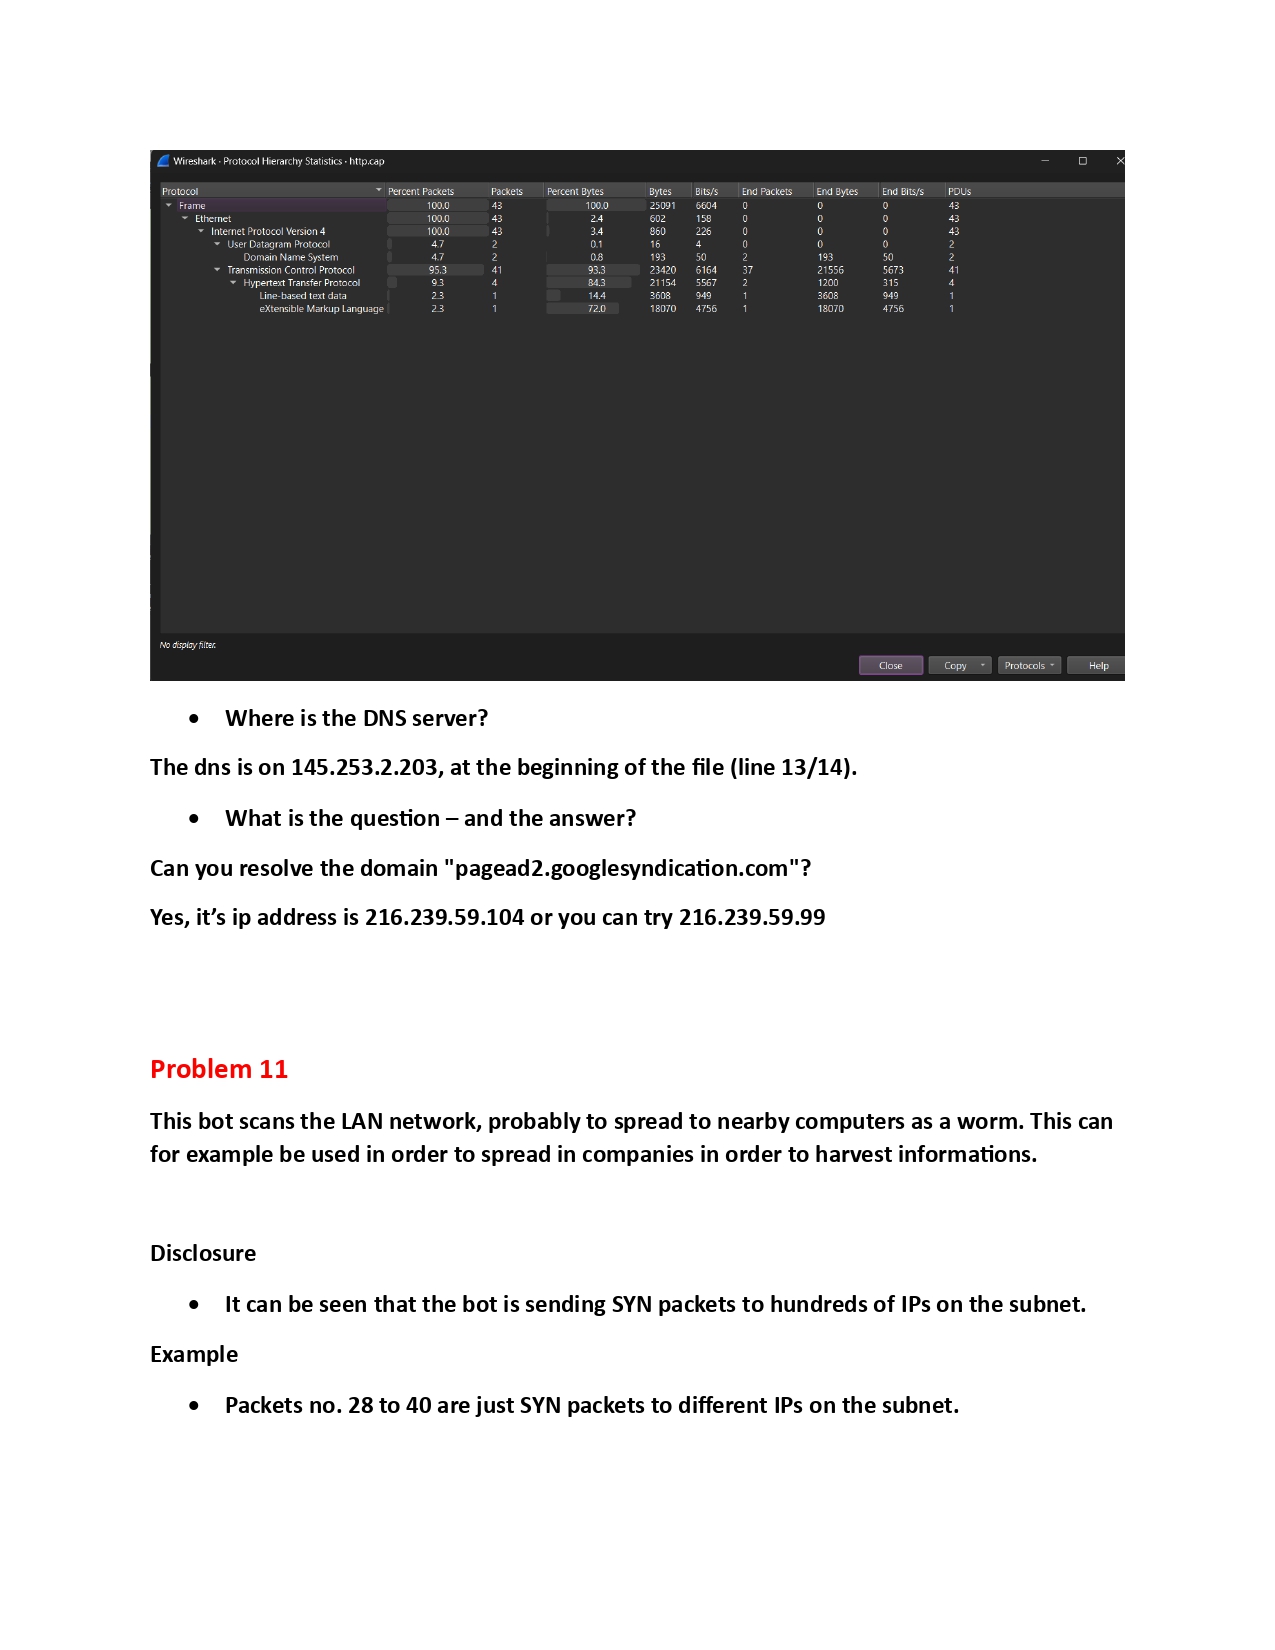 Wireshark · Protocol Hierarchy Statistics · http.cap
Protocol Percent Packets Packets Percent Bytes Bytes Bits/s End Packets End Bytes End Bits/s PDUs
Frame 100.0 43 100.0 25091 6604 0 0 0 43
Ethernet 100.0 43 2.4 602 158 0 0 0 43
Internet Protocol Version 4 100.0 43 3.4 860 226 0 0 0 43
User Datagram Protocol 4.7 2 0.1 16 4 0 0 0 2
Domain Name System 4.7 2 0.8 193 50 2 193 50 2
Transmission Control Protocol 95.3 41 93.3 23420 6164 37 21556 5673 41
Hypertext Transfer Protocol 9.3 4 84.3 21154 5567 2 1200 315 4
Line-based text data 2.3 1 14.4 3608 949 1 3608 949 1
eXtensible Markup Language 2.3 1 72.0 18070 4756 1 18070 4756 1
No display filter.
Close Copy Protocols Help
• Where is the DNS server?
The dns is on 145.253.2.203, at the beginning of the file (line 13/14).
• What is the question – and the answer?
Can you resolve the domain "pagead2.googlesyndication.com"?
Yes, it’s ip address is 216.239.59.104 or you can try 216.239.59.99
Problem 11
This bot scans the LAN network, probably to spread to nearby computers as a worm. This can
for example be used in order to spread in companies in order to harvest informations.
Disclosure
• It can be seen that the bot is sending SYN packets to hundreds of IPs on the subnet.
Example
• Packets no. 28 to 40 are just SYN packets to different IPs on the subnet.